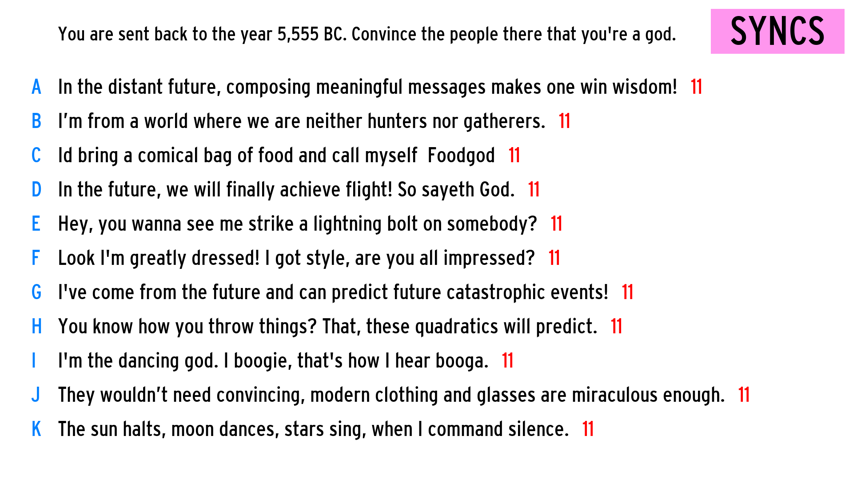 You are sent back to the year 5,555 BC. Convince the people there that you're a god.
SYNCS
A In the distant future, composing meaningful messages makes one win wisdom! 11
B I’m from a world where we are neither hunters nor gatherers. 11
C Id bring a comical bag of food and call myself  Foodgod 11
D In the future, we will finally achieve flight! So sayeth God. 11
E Hey, you wanna see me strike a lightning bolt on somebody? 11
F Look I'm greatly dressed! I got style, are you all impressed? 11
G I've come from the future and can predict future catastrophic events! 11
H You know how you throw things? That, these quadratics will predict. 11
I I'm the dancing god. I boogie, that's how I hear booga. 11
J They wouldn’t need convincing, modern clothing and glasses are miraculous enough. 11
K The sun halts, moon dances, stars sing, when I command silence. 11